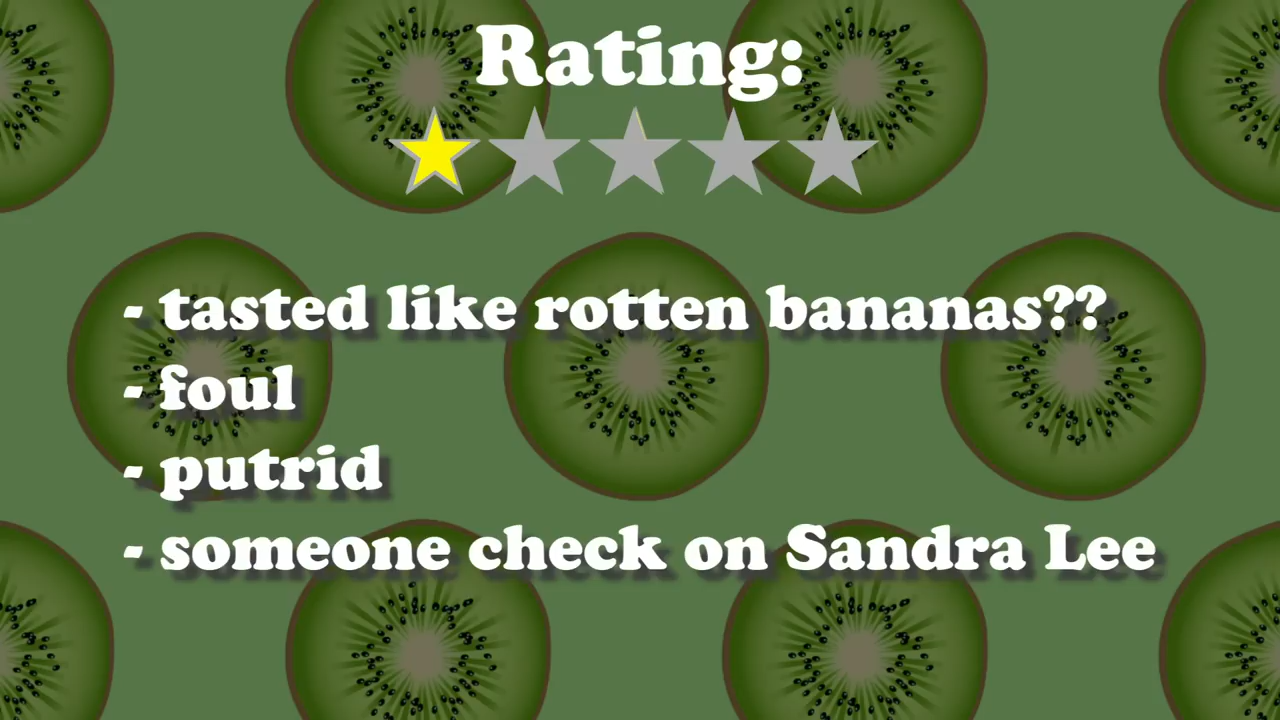 Rating:
- tasted like rotten bananas??
- foul
- putrid
- someone check on Sandra Lee